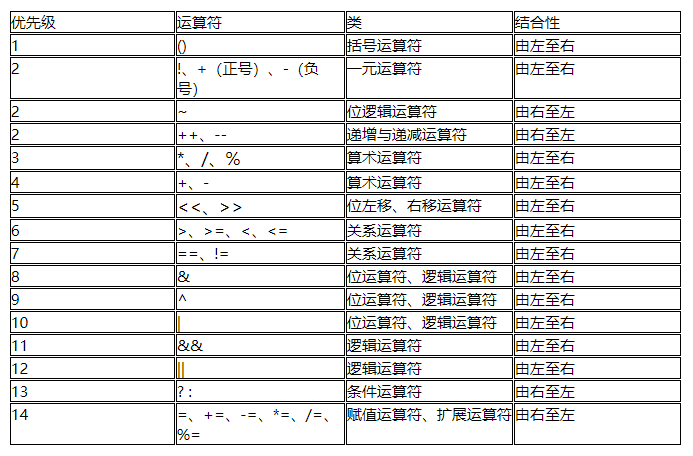 优先级 运算符 类 结合性
1 () 括号运算符 由左至右
2 !、+（正号）、-（负 一元运算符 由左至右
号）
2 ~ 位逻辑运算符 由右至左
2 ++、-- 递增与递减运算符 由右至左
3 *、/、% 算术运算符 由左至右
4 +、- 算术运算符 由左至右
5 <<、>> 位左移、右移运算符 由左至右
6 >、>=、<、<= 关系运算符 由左至右
7 ==、!= 关系运算符 由左至右
8 & 位运算符、逻辑运算符 由左至右
9 ^ 位运算符、逻辑运算符 由左至右
10 | 位运算符、逻辑运算符 由左至右
11 && 逻辑运算符 由左至右
12 || 逻辑运算符 由左至右
13 ? : 条件运算符 由右至左
14 =、+=、-=、*=、/=、 赋值运算符、扩展运算符 由右至左
%=